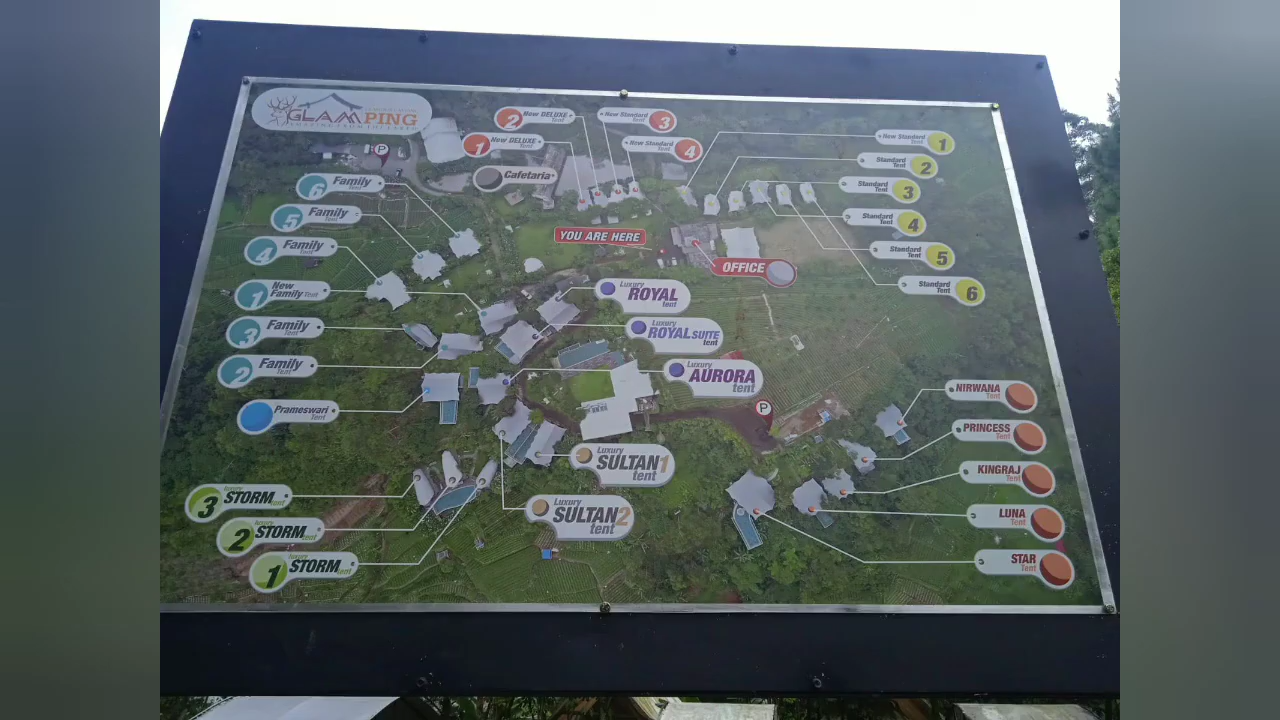 GLAMPING
P
New DELUXE
Tent
2
New DELUXE
Tent
1
Cafetaria
New Standard
Tent
3
New Standard
Tent
4
New Standard
Tent
1
Standard
Tent
2
Standard
Tent
3
Standard
Tent
4
Standard
Tent
5
Standard
Tent
6
YOU ARE HERE
OFFICE
6
Family
Tent
5
Family
Tent
4
Family
Tent
1
New
Family Tent
3
Family
Tent
2
Family
Tent
Prameswari
Tent
Luxury
ROYAL
tent
Luxury
ROYAL SUITE
tent
Luxury
AURORA
tent
P
Luxury
SULTAN 1
tent
Luxury
SULTAN 2
tent
3
luxury
STORM tent
2
luxury
STORM tent
1
luxury
STORM tent
NIRWANA
Tent
PRINCESS
Tent
KINGRAJ
Tent
LUNA
Tent
STAR
Tent